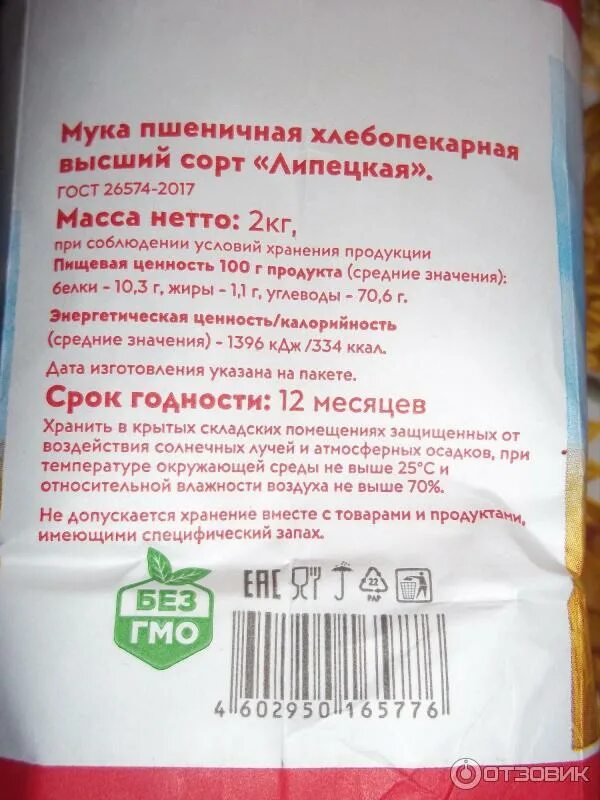 Мука пшеничная хлебопекарная
высший сорт «Липецкая».
ГОСТ 26574-2017
Масса нетто: 2кг,
при соблюдении условий хранения продукции
Пищевая ценность 100 г продукта (средние значения):
белки - 10,3 г, жиры - 1,1 г, углеводы - 70,6 г.
Энергетическая ценность/калорийность
(средние значения) - 1396 кДж /334 ккал.
Дата изготовления указана на пакете.
Срок годности: 12 месяцев
Хранить в крытых складских помещениях защищенных от
воздействия солнечных лучей и атмосферных осадков, при
температуре окружающей среды не выше 25°С и
относительной влажности воздуха не выше 70%.
Не допускается хранение вместе с товарами и продуктами,
имеющими специфический запах.
БЕЗ
ГМО
ЕАС
22
PAP
4 602950 165776
ОТЗОВИК